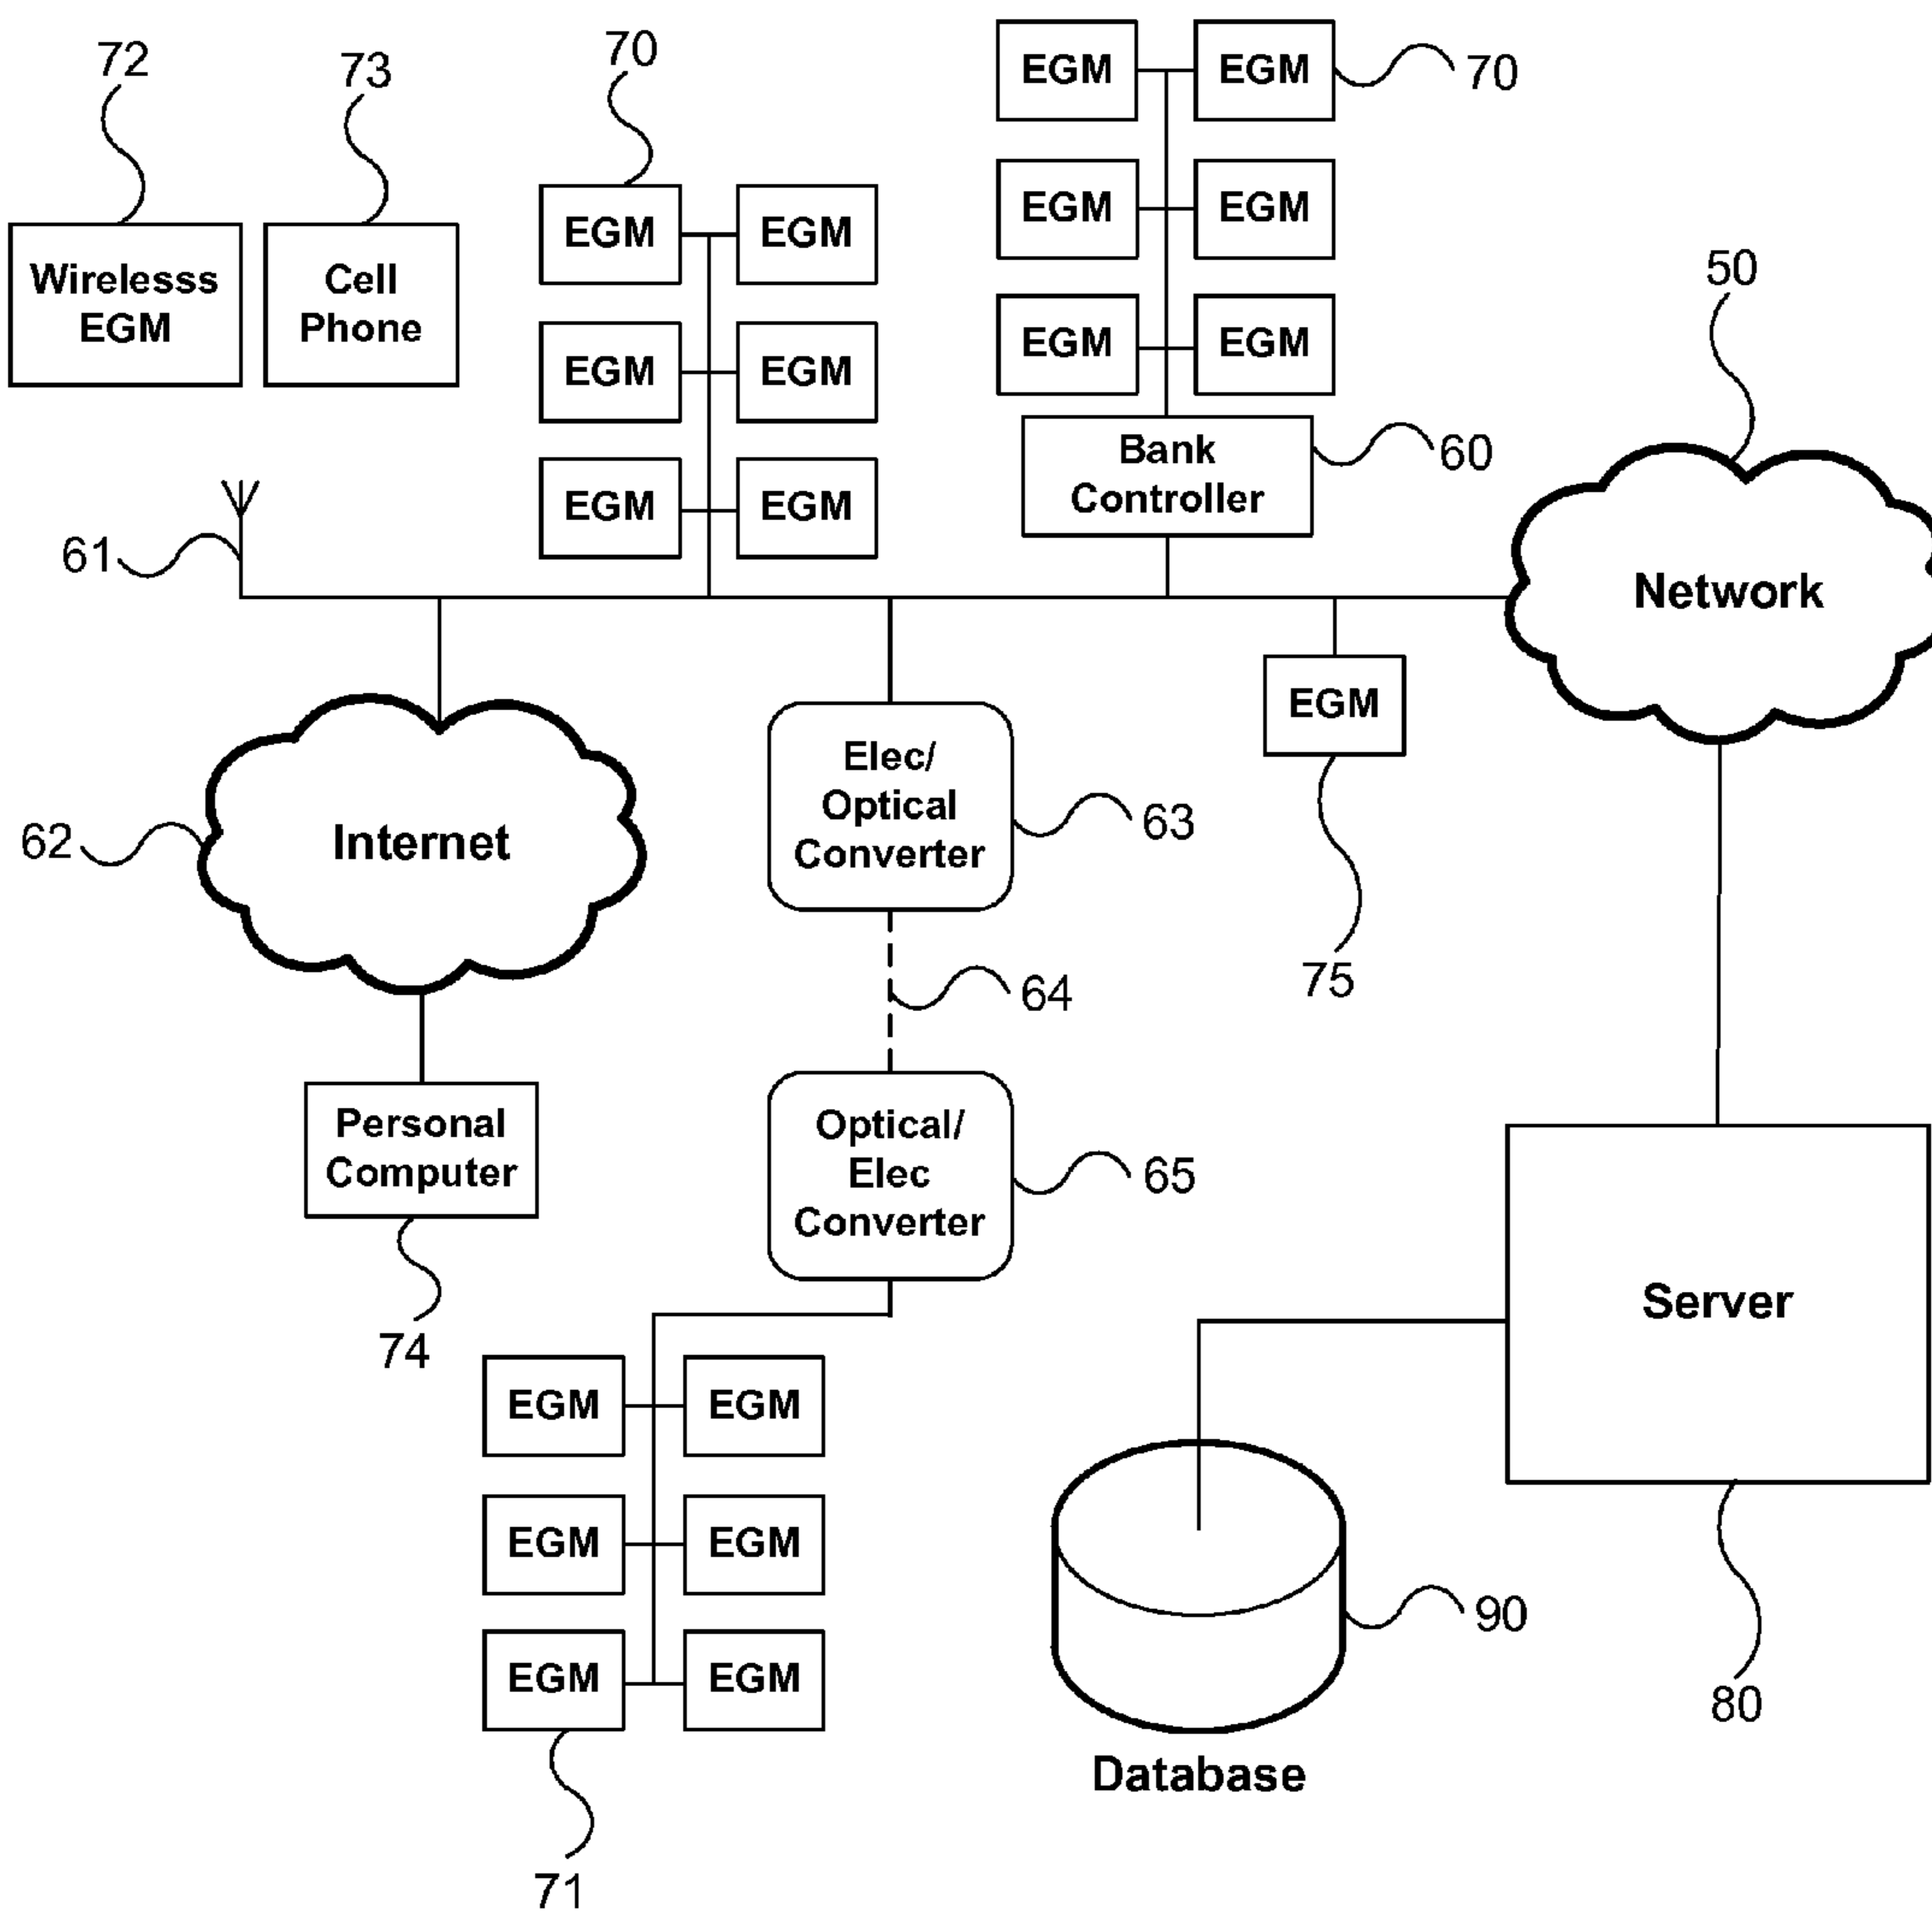 72
73
70
EGM
EGM
70
Wirelesss
EGM
Cell
Phone
EGM
EGM
EGM
EGM
EGM
EGM
EGM
EGM
EGM
EGM
50
Bank
Controller
60
61
Network
62
Internet
Elec/
Optical
Converter
63
EGM
75
64
Personal
Computer
74
Optical/
Elec
Converter
65
Server
80
EGM
EGM
EGM
EGM
EGM
EGM
71
90
Database